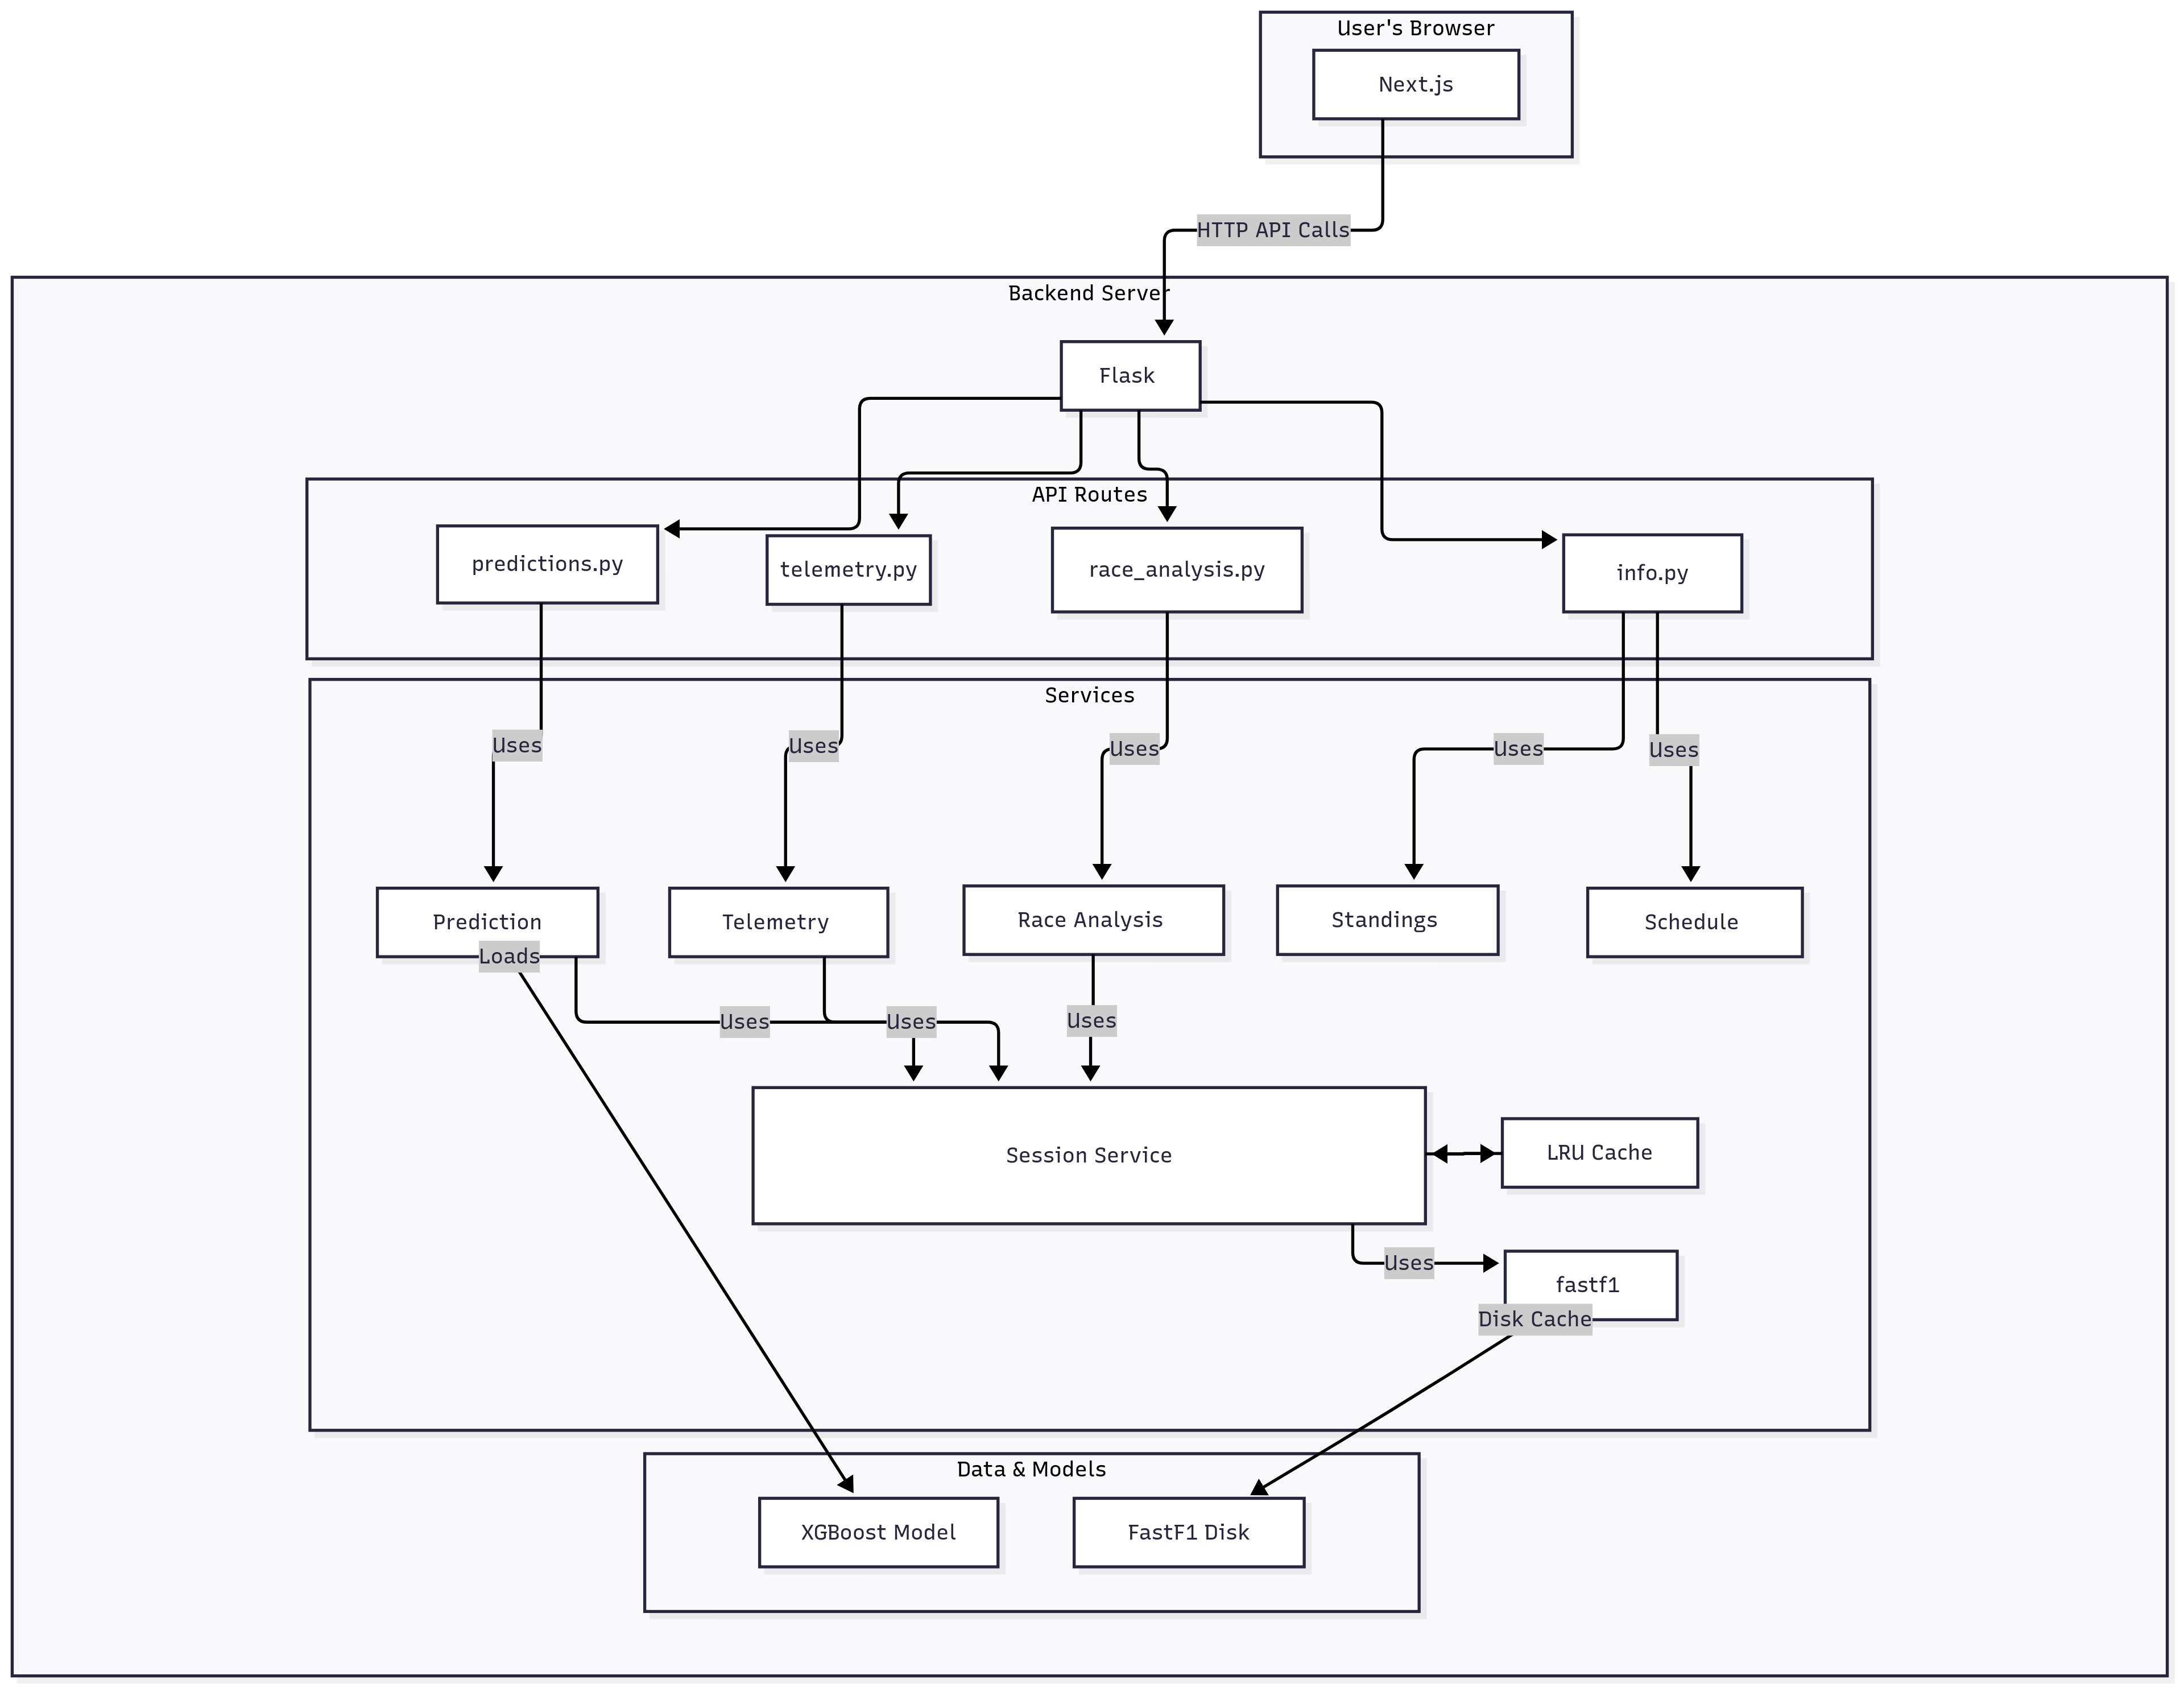 User's Browser
Next.js
HTTP API Calls
Backend Server
Flask
API Routes
predictions.py
telemetry.py
race_analysis.py
info.py
Services
Uses
Uses
Uses
Uses
Uses
Prediction
Telemetry
Race Analysis
Standings
Schedule
Loads
Uses
Uses
Uses
Session Service
LRU Cache
Uses
fastf1
Disk Cache
Data & Models
XGBoost Model
FastF1 Disk